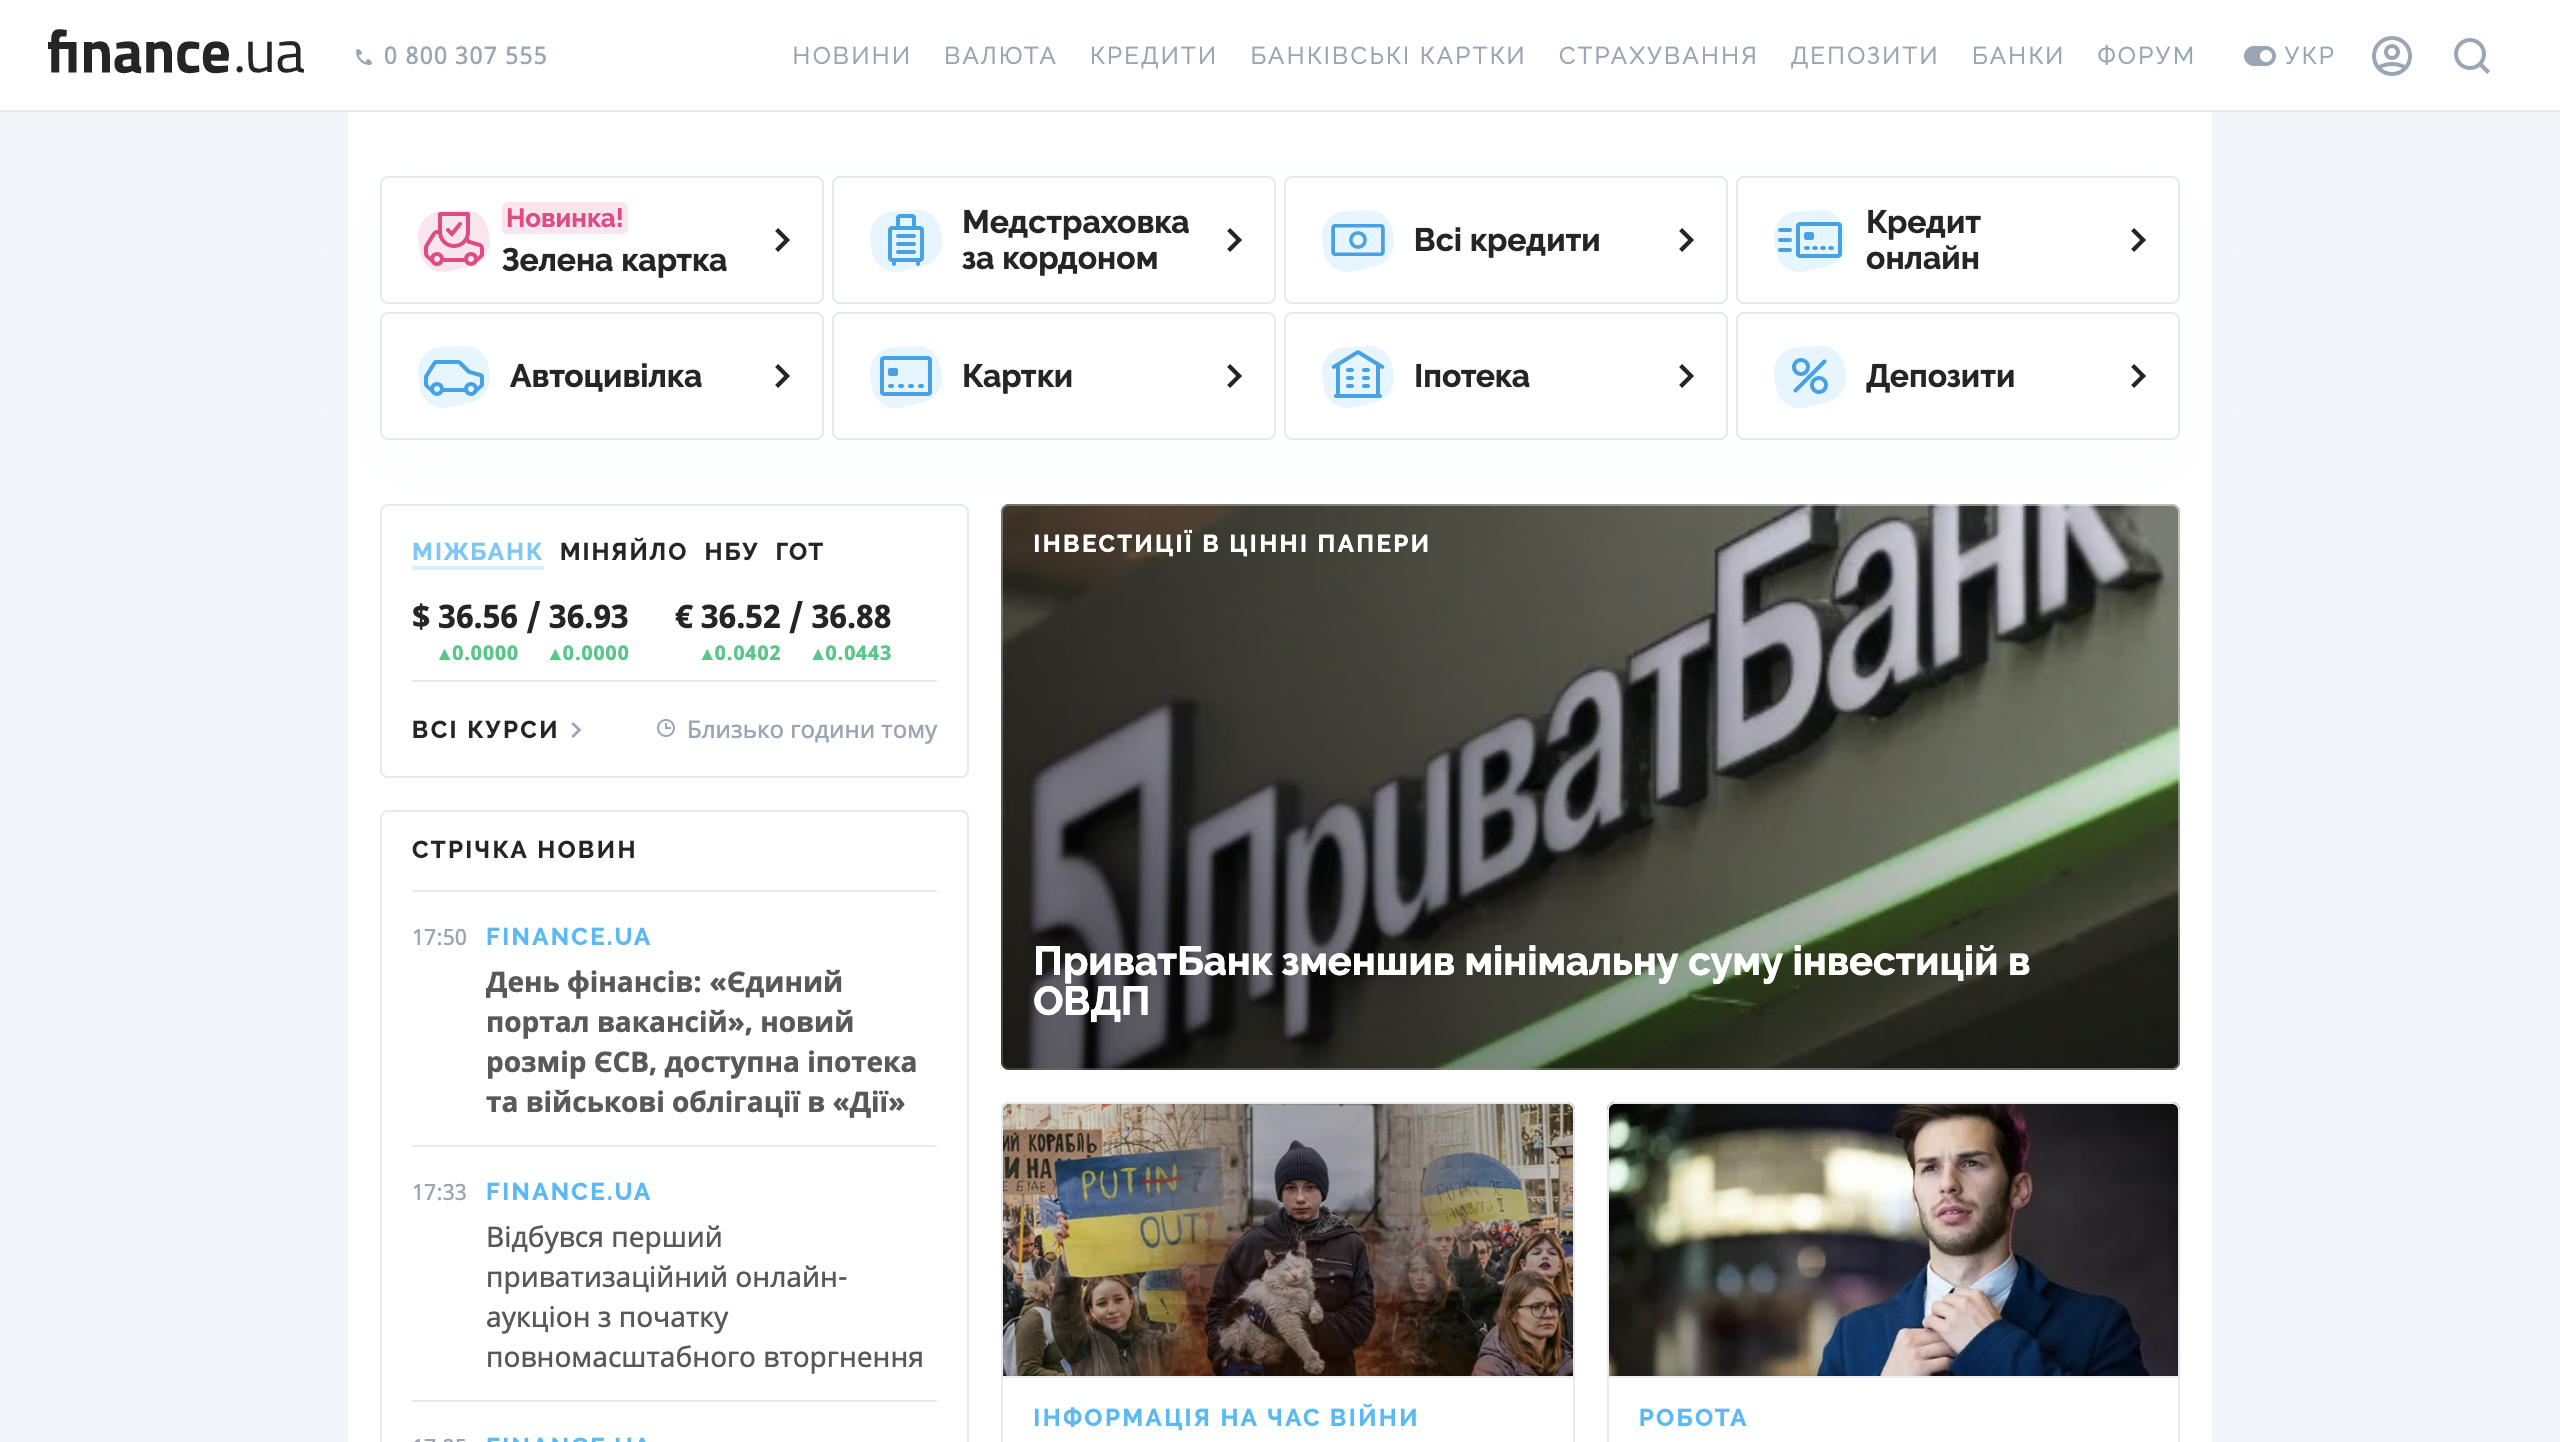 finance.ua
0 800 307 555
НОВИНИ ВАЛЮТА КРЕДИТИ БАНКІВСЬКІ КАРТКИ СТРАХУВАННЯ ДЕПОЗИТИ БАНКИ ФОРУМ УКР
Новинка!
Зелена картка
Медстраховка
за кордоном
Всі кредити
Кредит
онлайн
Автоцивілка
Картки
Іпотека
Депозити
МІЖБАНК МІНЯЙЛО НБУ ГОТ
$ 36.56 / 36.93 € 36.52 / 36.88
▲0.0000 ▲0.0000 ▲0.0402 ▲0.0443
ВСІ КУРСИ
Близько години тому
СТРІЧКА НОВИН
17:50 FINANCE.UA
День фінансів: «Єдиний
портал вакансій», новий
розмір ЄСВ, доступна іпотека
та військові облігації в «Дії»
17:33 FINANCE.UA
Відбувся перший
приватизаційний онлайн-
аукціон з початку
повномасштабного вторгнення
FINANCE.UA
ІНВЕСТИЦІЇ В ЦІННІ ПАПЕРИ
ПриватБанк
ПриватБанк зменшив мінімальну суму інвестицій в
ОВДП
КОРАБЛЬ
PUTIN
OUT!
ІНФОРМАЦІЯ НА ЧАС ВІЙНИ
РОБОТА